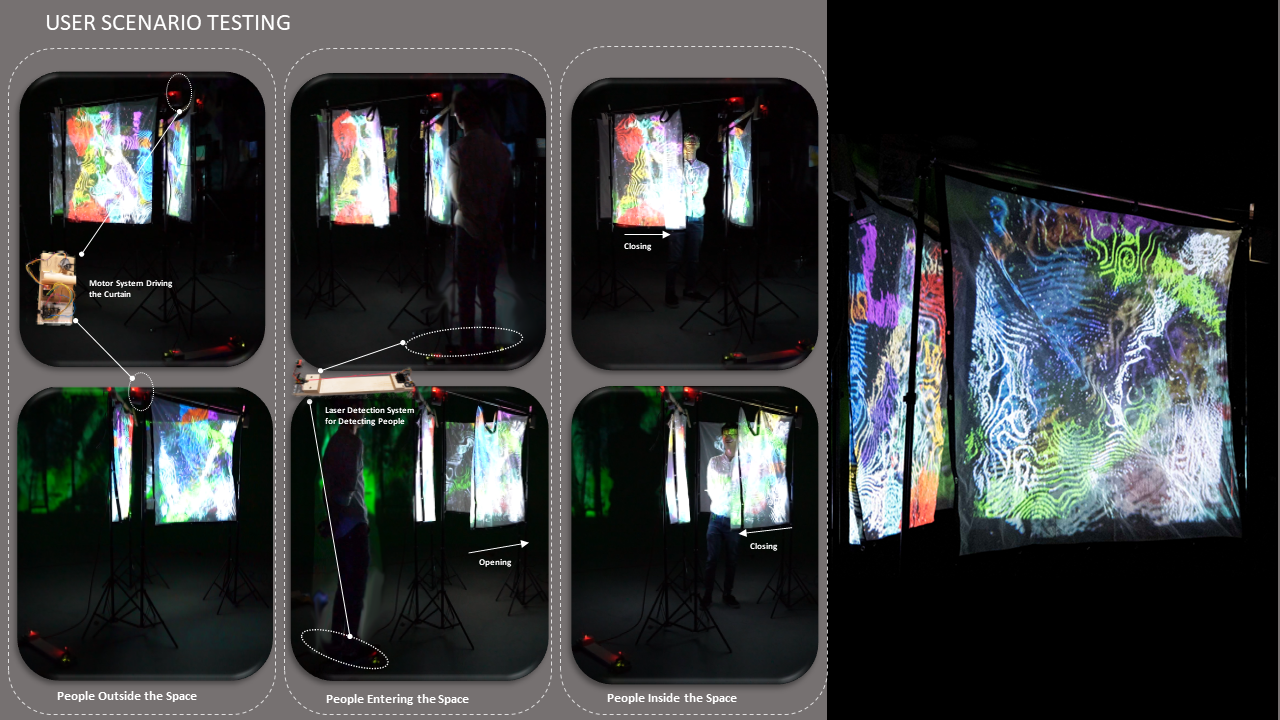 USER SCENARIO TESTING
Motor System Driving
the Curtain
Closing
Laser Detection System
for Detecting People
Opening
Closing
People Outside the Space
People Entering the Space
People Inside the Space